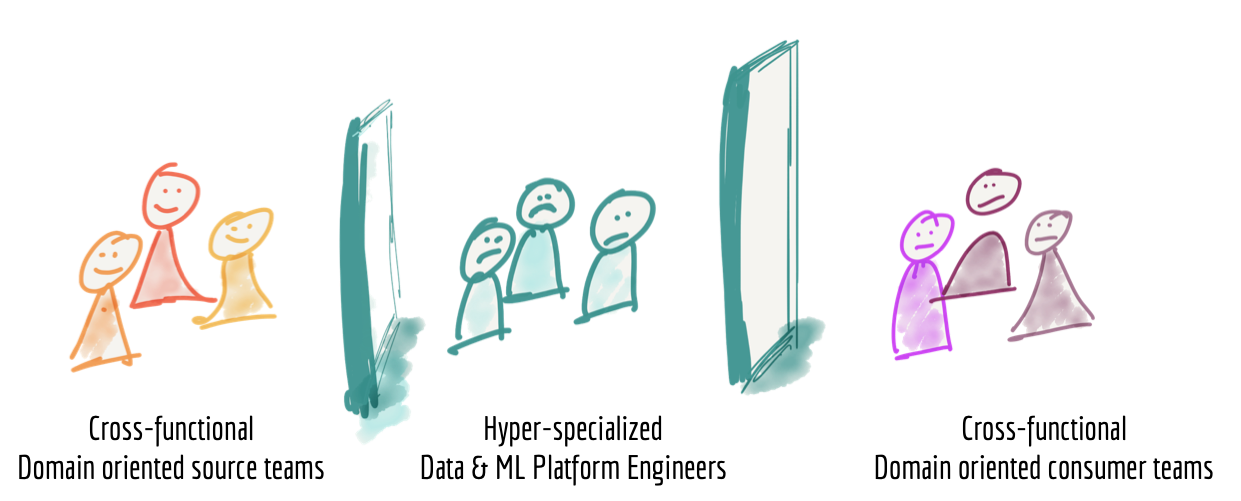 Cross-functional
Domain oriented source teams
Hyper-specialized
Data & ML Platform Engineers
Cross-functional
Domain oriented consumer teams